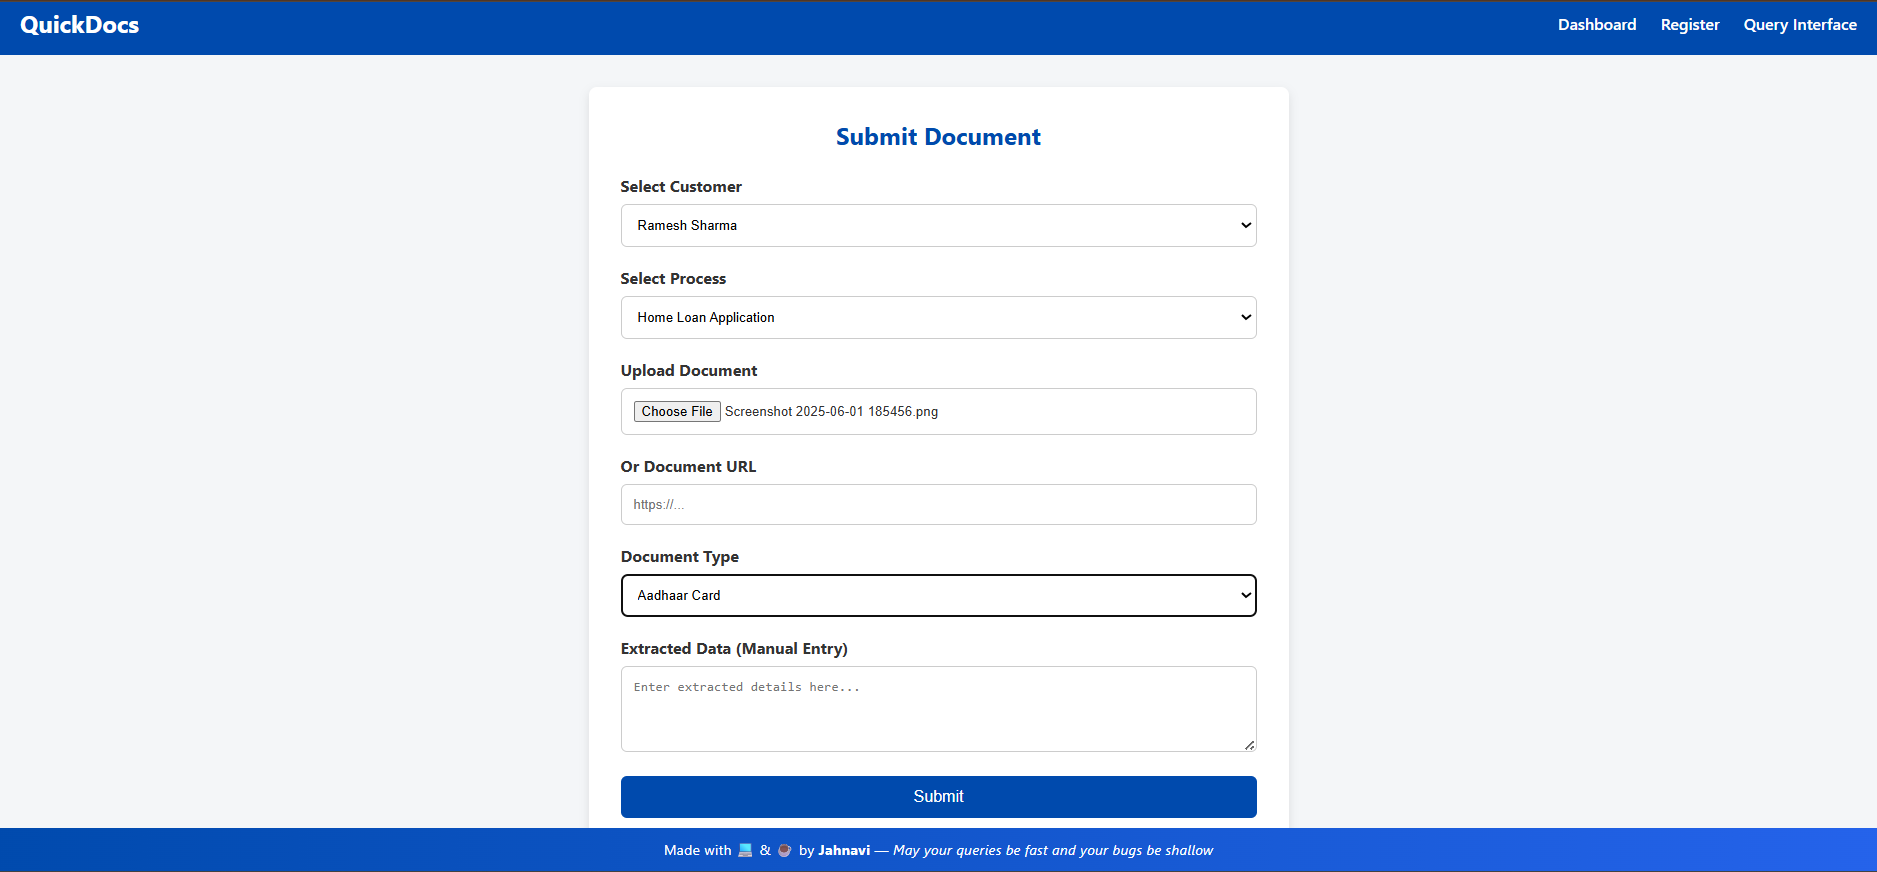 QuickDocs
Dashboard Register Query Interface
Submit Document
Select Customer
Ramesh Sharma
Select Process
Home Loan Application
Upload Document
Choose File Screenshot 2025-06-01 185456.png
Or Document URL
https://...
Document Type
Aadhaar Card
Extracted Data (Manual Entry)
Enter extracted details here...
Submit
Made with 💻 & ☕ by Jahnavi — May your queries be fast and your bugs be shallow